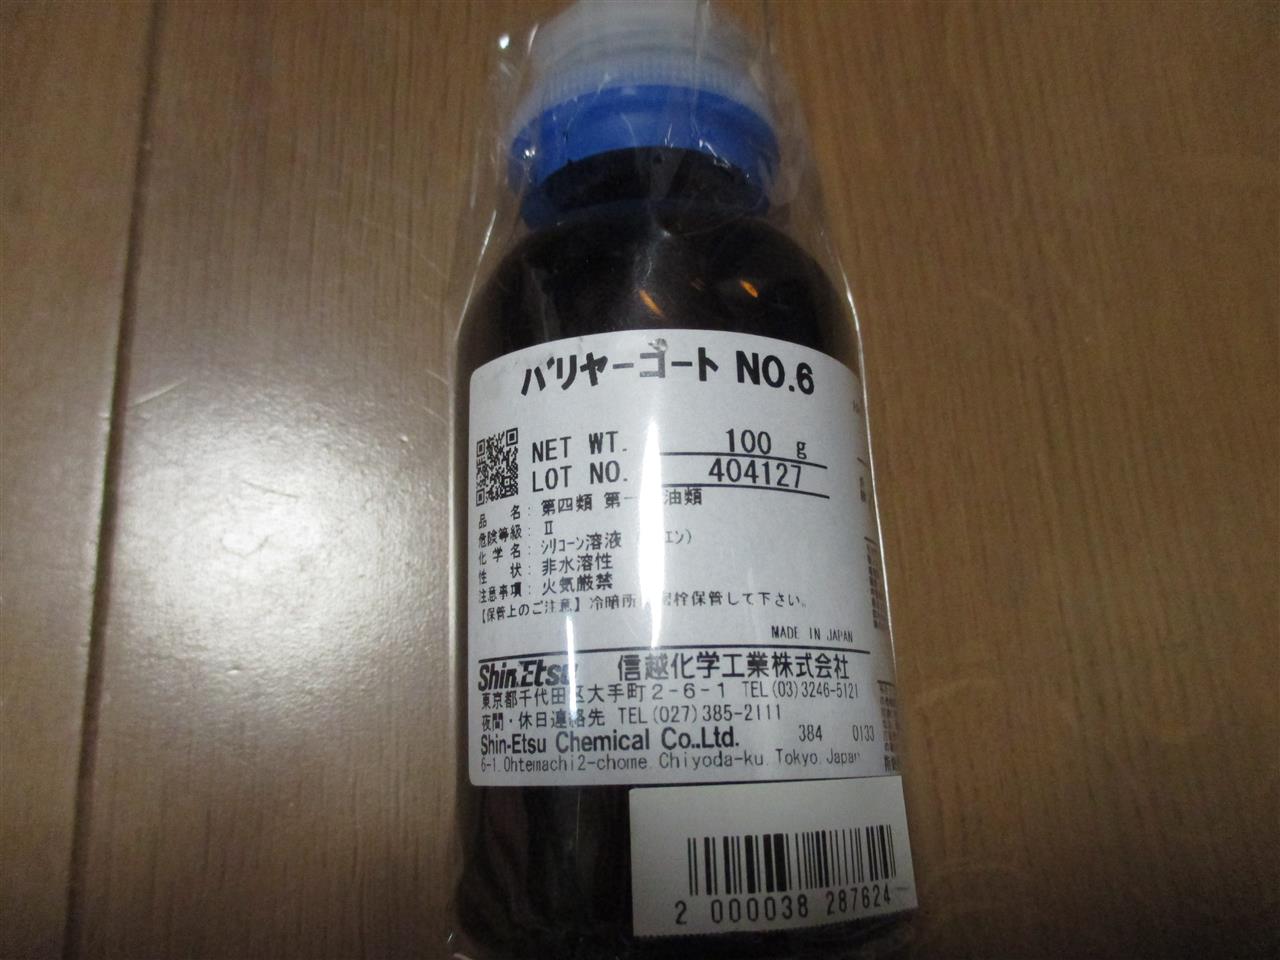 バリヤーコート NO.6
NET WT. 100 g
LOT NO. 404127
品 名: 第四類 第一 油類
危険等級: Ⅱ
化学名: シリコーン溶液 エン)
性 状: 非水溶性
注意事項: 火気厳禁
【保管上のご注意】冷暗所 密栓保管して下さい。
MADE IN JAPAN
Shin-Etsu 信越化学工業株式会社
東京都千代田区大手町2-6-1 TEL(03)3246-5121
夜間・休日連絡先 TEL(027)385-2111
Shin-Etsu Chemical Co.,Ltd. 384 0133
6-1,Ohtemachi2-chome,Chiyoda-ku,Tokyo,Japan
2 000038 287624